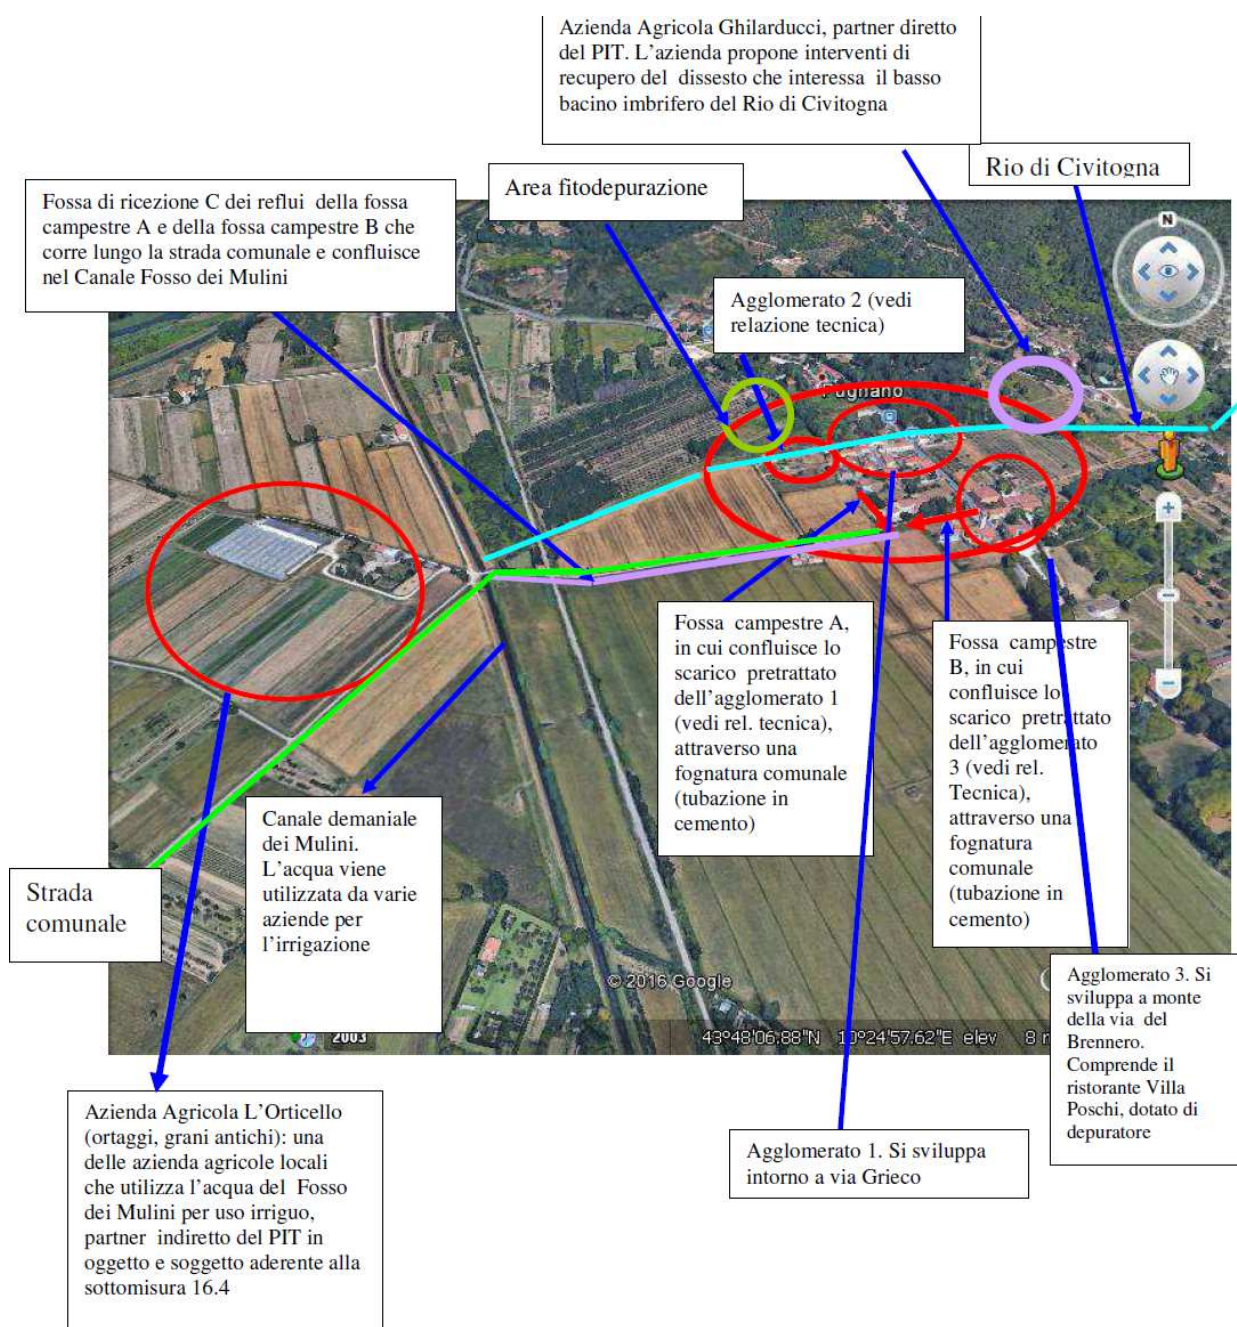 Azienda Agricola Ghilarducci, partner diretto
del PIT. L’azienda propone interventi di
recupero del dissesto che interessa il basso
bacino imbrifero del Rio di Civitogna
Rio di Civitogna
Area fitodepurazione
Fossa di ricezione C dei reflui della fossa
campestre A e della fossa campestre B che
corre lungo la strada comunale e confluisce
nel Canale Fosso dei Mulini
N
Agglomerato 2 (vedi
relazione tecnica)
Pugnano
Fossa campestre A,
in cui confluisce lo
scarico pretrattato
dell’agglomerato 1
(vedi rel. tecnica),
attraverso una
fognatura comunale
(tubazione in
cemento)
Fossa campestre
B, in cui
confluisce lo
scarico pretrattato
dell’agglomerato
3 (vedi rel.
Tecnica),
attraverso una
fognatura
comunale
(tubazione in
cemento)
Canale demaniale
dei Mulini.
L’acqua viene
utilizzata da varie
aziende per
l’irrigazione
Strada
comunale
© 2016 Google
2003
43°48'06.88"N 10°24'57.62"E elev 8
Agglomerato 3. Si
sviluppa a monte
della via del
Brennero.
Comprende il
ristorante Villa
Poschi, dotato di
depuratore
Azienda Agricola L’Orticello
(ortaggi, grani antichi): una
delle azienda agricole locali
che utilizza l’acqua del Fosso
dei Mulini per uso irriguo,
partner indiretto del PIT in
oggetto e soggetto aderente alla
sottomisura 16.4
Agglomerato 1. Si sviluppa
intorno a via Grieco